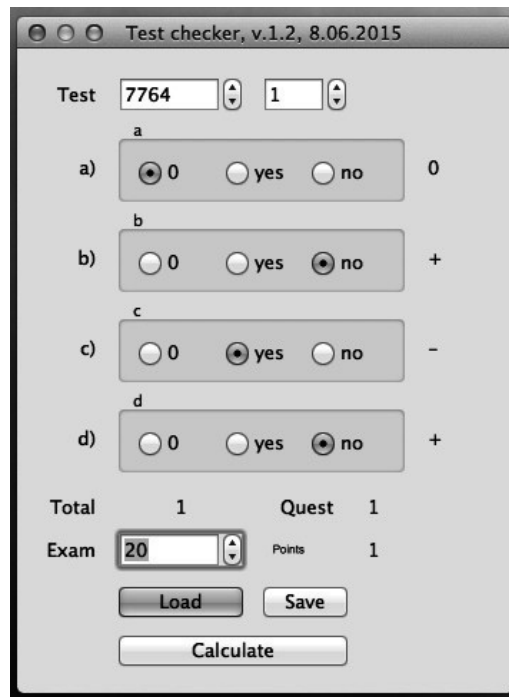 Test checker, v.1.2, 8.06.2015
Test 7764 1
a
a) 0 yes no 0
b
b) 0 yes no +
c
c) 0 yes no -
d
d) 0 yes no +
Total 1 Quest 1
Exam 20 Points 1
Load Save
Calculate